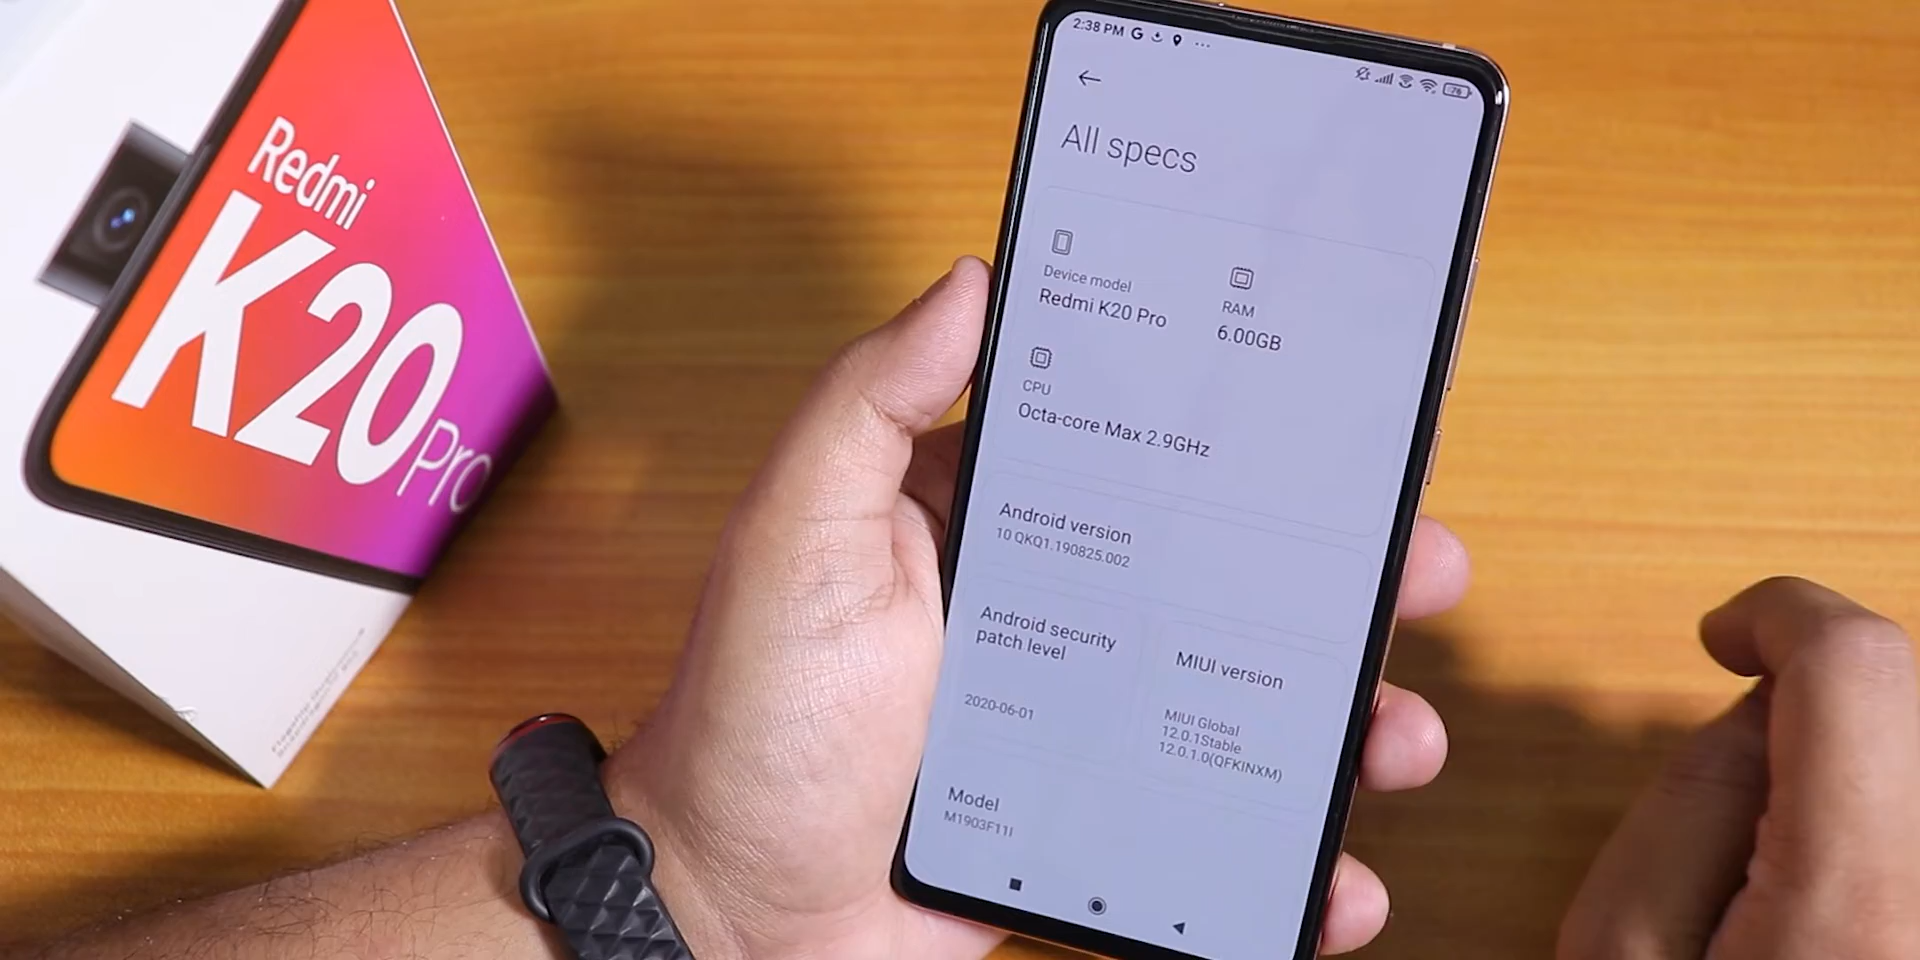 Redmi
K20 Pro
2:38 PM
76
All specs
Device model
Redmi K20 Pro
RAM
6.00GB
CPU
Octa-core Max 2.9GHz
Android version
10 QKQ1.190825.002
Android security
patch level
2020-06-01
MIUI version
MIUI Global
12.0.1Stable
12.0.1.0(QFKINXM)
Model
M1903F11I